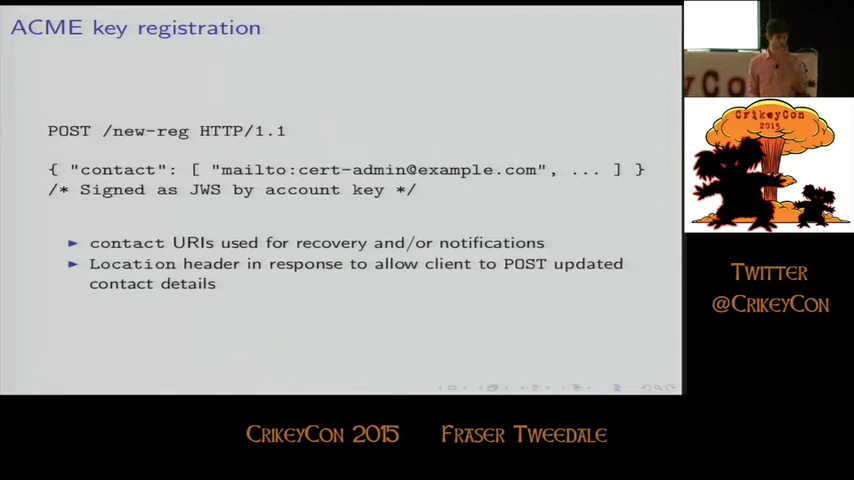 ACME key registration
POST /new-reg HTTP/1.1
{ "contact": [ "mailto:cert-admin@example.com", ... ] }
/* Signed as JWS by account key */
contact URIs used for recovery and/or notifications
Location header in response to allow client to POST updated
contact details
yCon
CrikeyCon
2015
Twitter
@CrikeyCon
CrikeyCon 2015 Fraser Tweedale